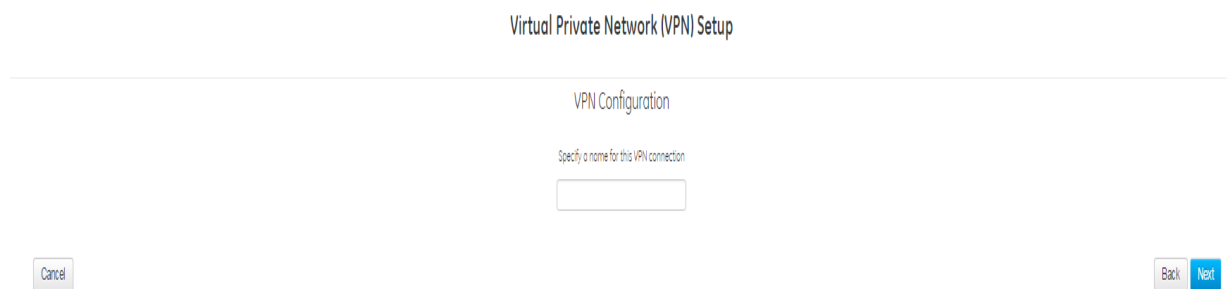 Virtual Private Network (VPN) Setup
VPN Configuration
Specify a name for this VPN connection
Cancel
Back
Next